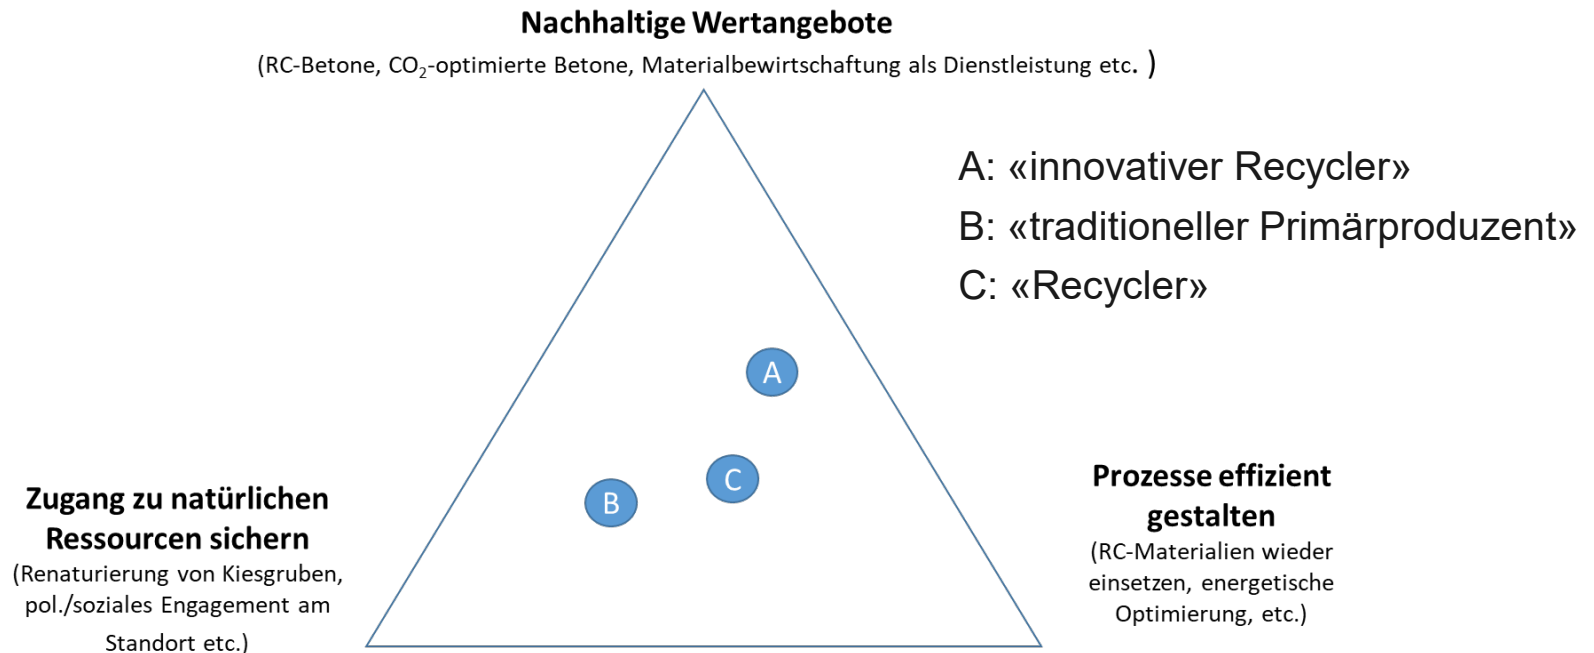 Nachhaltige Wertangebote
(RC-Betone, CO₂-optimierte Betone, Materialbewirtschaftung als Dienstleistung etc. )
A: «innovativer Recycler»
B: «traditioneller Primärproduzent»
C: «Recycler»
A
C
B
Zugang zu natürlichen
Ressourcen sichern
(Renaturierung von Kiesgruben,
pol./soziales Engagement am
Standort etc.)
Prozesse effizient
gestalten
(RC-Materialien wieder
einsetzen, energetische
Optimierung, etc.)